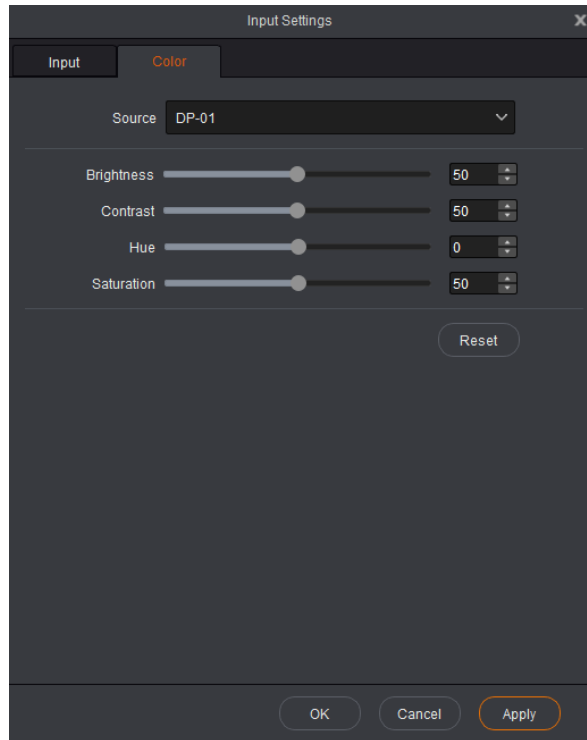 Input Settings
Input Color
Source DP-01
Brightness 50
Contrast 50
Hue 0
Saturation 50
Reset
OK Cancel Apply